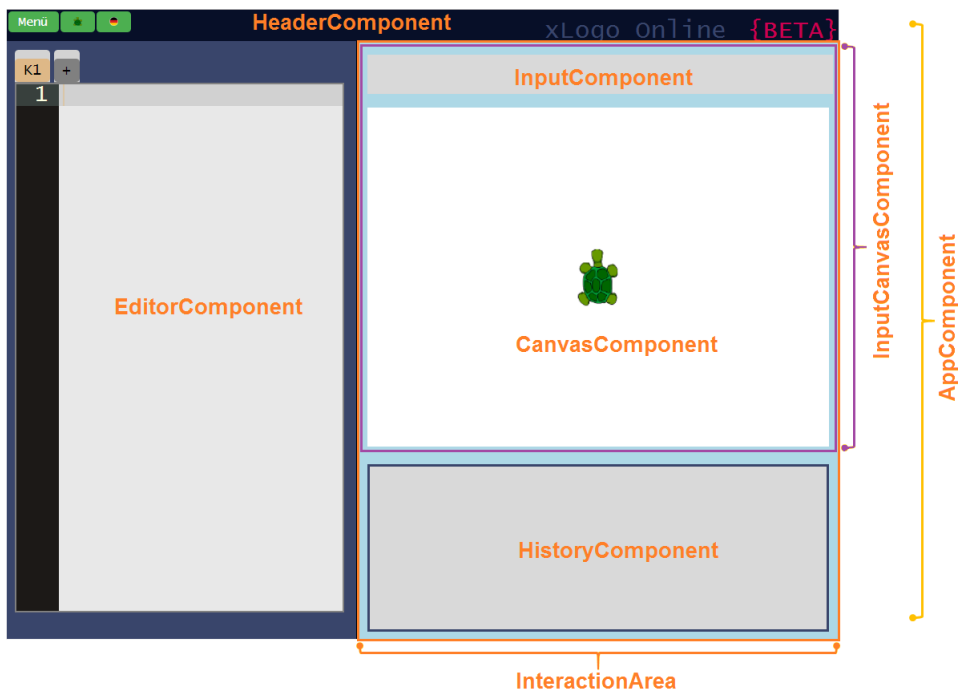 Menü
HeaderComponent
xLogo Online {BETA}
K1
+
1
InputComponent
EditorComponent
CanvasComponent
InputCanvasComponent
AppComponent
HistoryComponent
InteractionArea